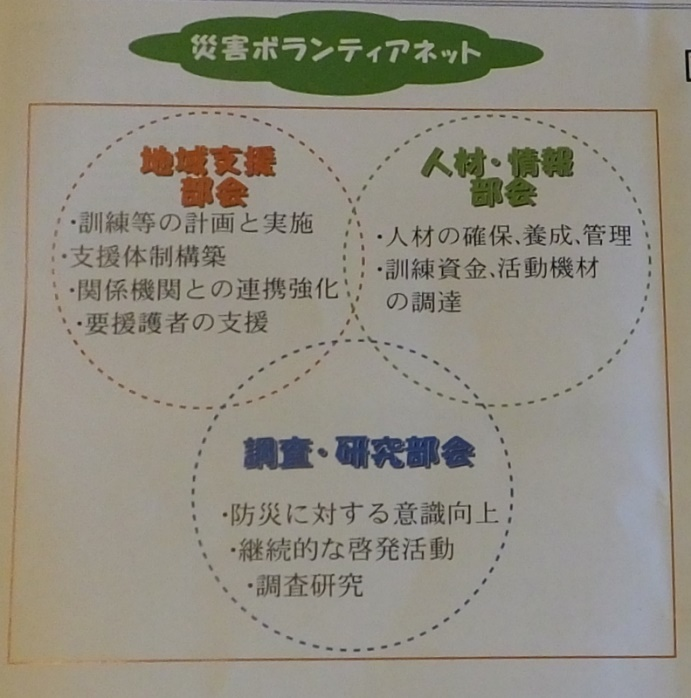 災害ボランティアネット
地域支援
部会
・訓練等の計画と実施
・支援体制構築
・関係機関との連携強化
・要援護者の支援
人材・情報
部会
・人材の確保、養成、管理
・訓練資金、活動機材
の調達
調査・研究部会
・防災に対する意識向上
・継続的な啓発活動
・調査研究